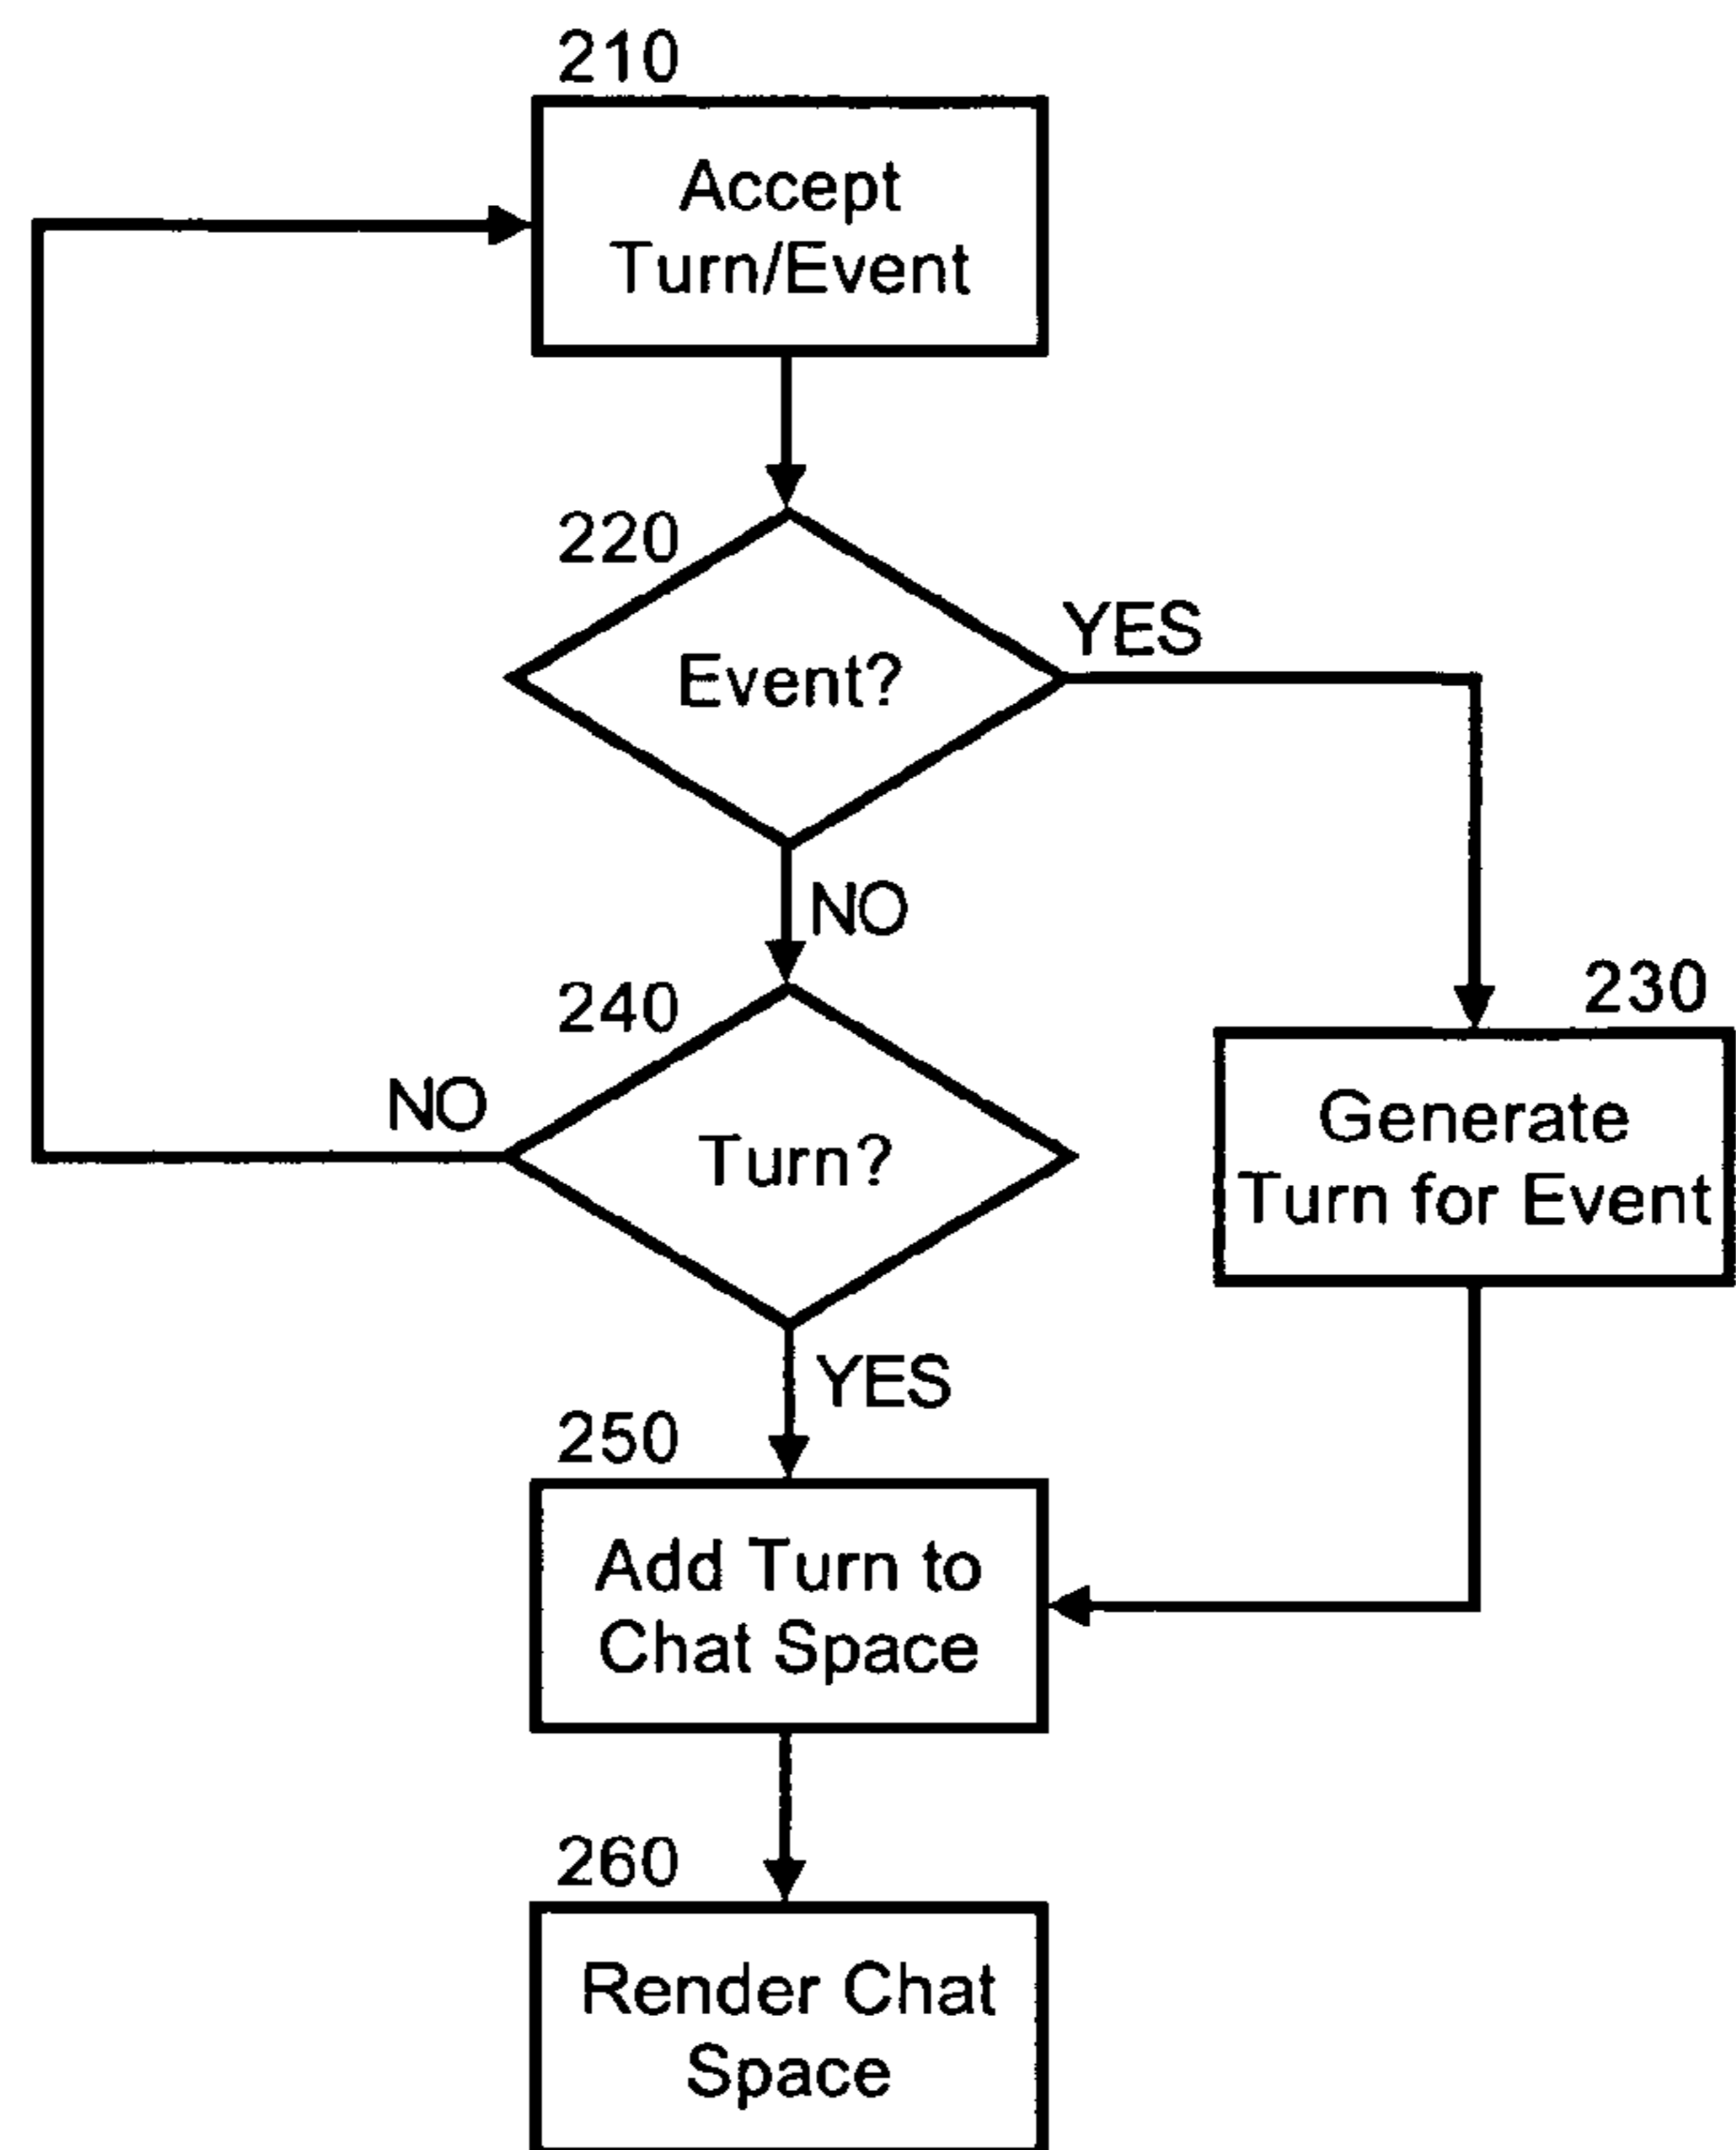 210
Accept
Turn/Event
220
Event?
YES
NO
230
240
NO
Turn?
Generate
Turn for Event
YES
250
Add Turn to
Chat Space
260
Render Chat
Space